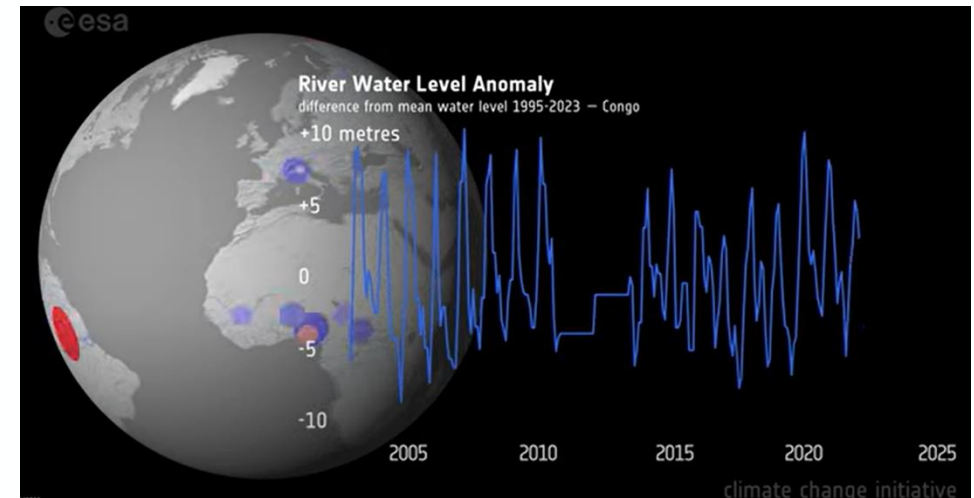 esa
River Water Level Anomaly
difference from mean water level 1995-2023 – Congo
+10 metres
+5
0
-5
-10
2005 2010 2015 2020 2025
climate change initiative